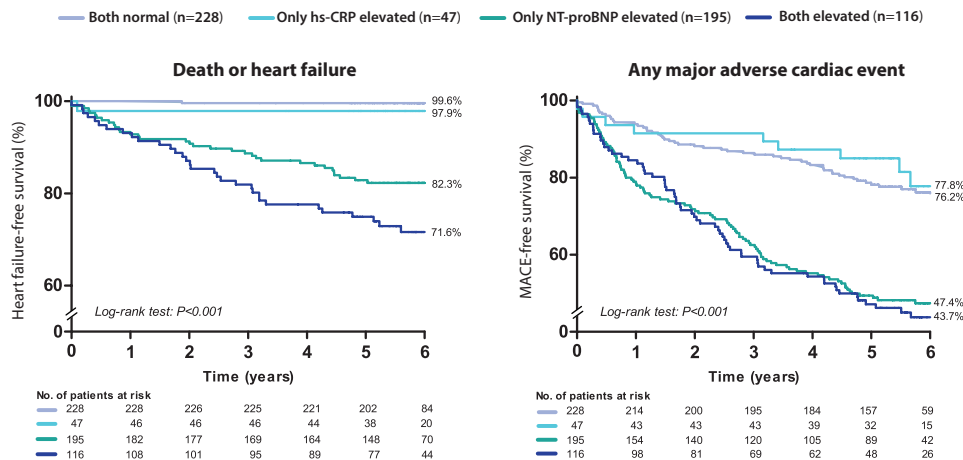 Both normal (n=228) Only hs-CRP elevated (n=47) Only NT-proBNP elevated (n=195) Both elevated (n=116)
Death or heart failure
Heart failure-free survival (%)
100
80
60
0
99.6%
97.9%
82.3%
71.6%
Log-rank test: P<0.001
0 1 2 3 4 5 6
Time (years)
No. of patients at risk
228 228 226 225 221 202 84
47 46 46 46 44 38 20
195 182 177 169 164 148 70
116 108 101 95 89 77 44
Any major adverse cardiac event
MACE-free survival (%)
100
80
60
0
77.8%
76.2%
47.4%
43.7%
Log-rank test: P<0.001
0 1 2 3 4 5 6
Time (years)
No. of patients at risk
228 214 200 195 184 157 59
47 43 43 43 39 32 15
195 154 140 120 105 89 42
116 98 81 69 62 48 26